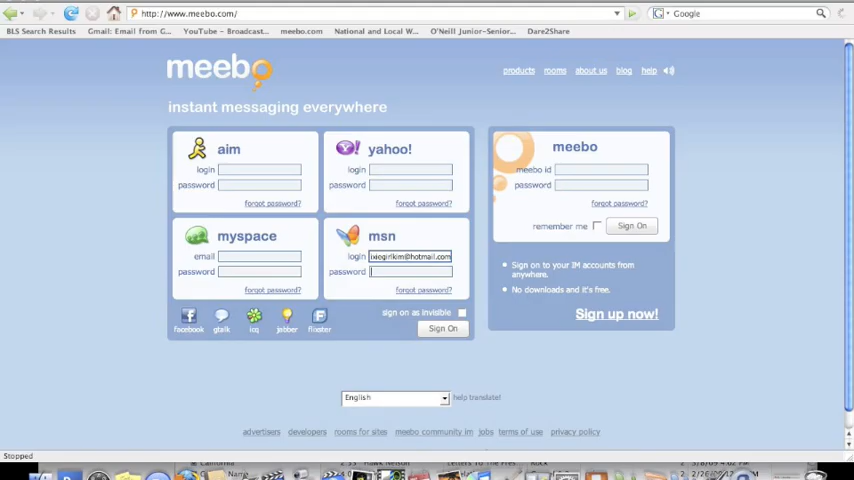 http://www.meebo.com/
Google
BLS Search Results
Gmail: Email from G...
YouTube - Broadcast...
meebo.com
National and Local W...
O'Neill Junior-Senior...
Dare2Share
meebo
products
rooms
about us
blog
help
instant messaging everywhere
aim
login
password
forgot password?
yahoo!
login
password
forgot password?
meebo
meebo id
password
forgot password?
remember me
Sign On
myspace
email
password
forgot password?
msn
login
ixiegirlkim@hotmail.com
password
forgot password?
Sign on to your IM accounts from
anywhere.
No downloads and it's free.
Sign up now!
facebook
gtalk
icq
jabber
flixster
sign on as invisible
Sign On
English
help translate!
advertisers
developers
rooms for sites
meebo community im
jobs
terms of use
privacy policy
Stopped